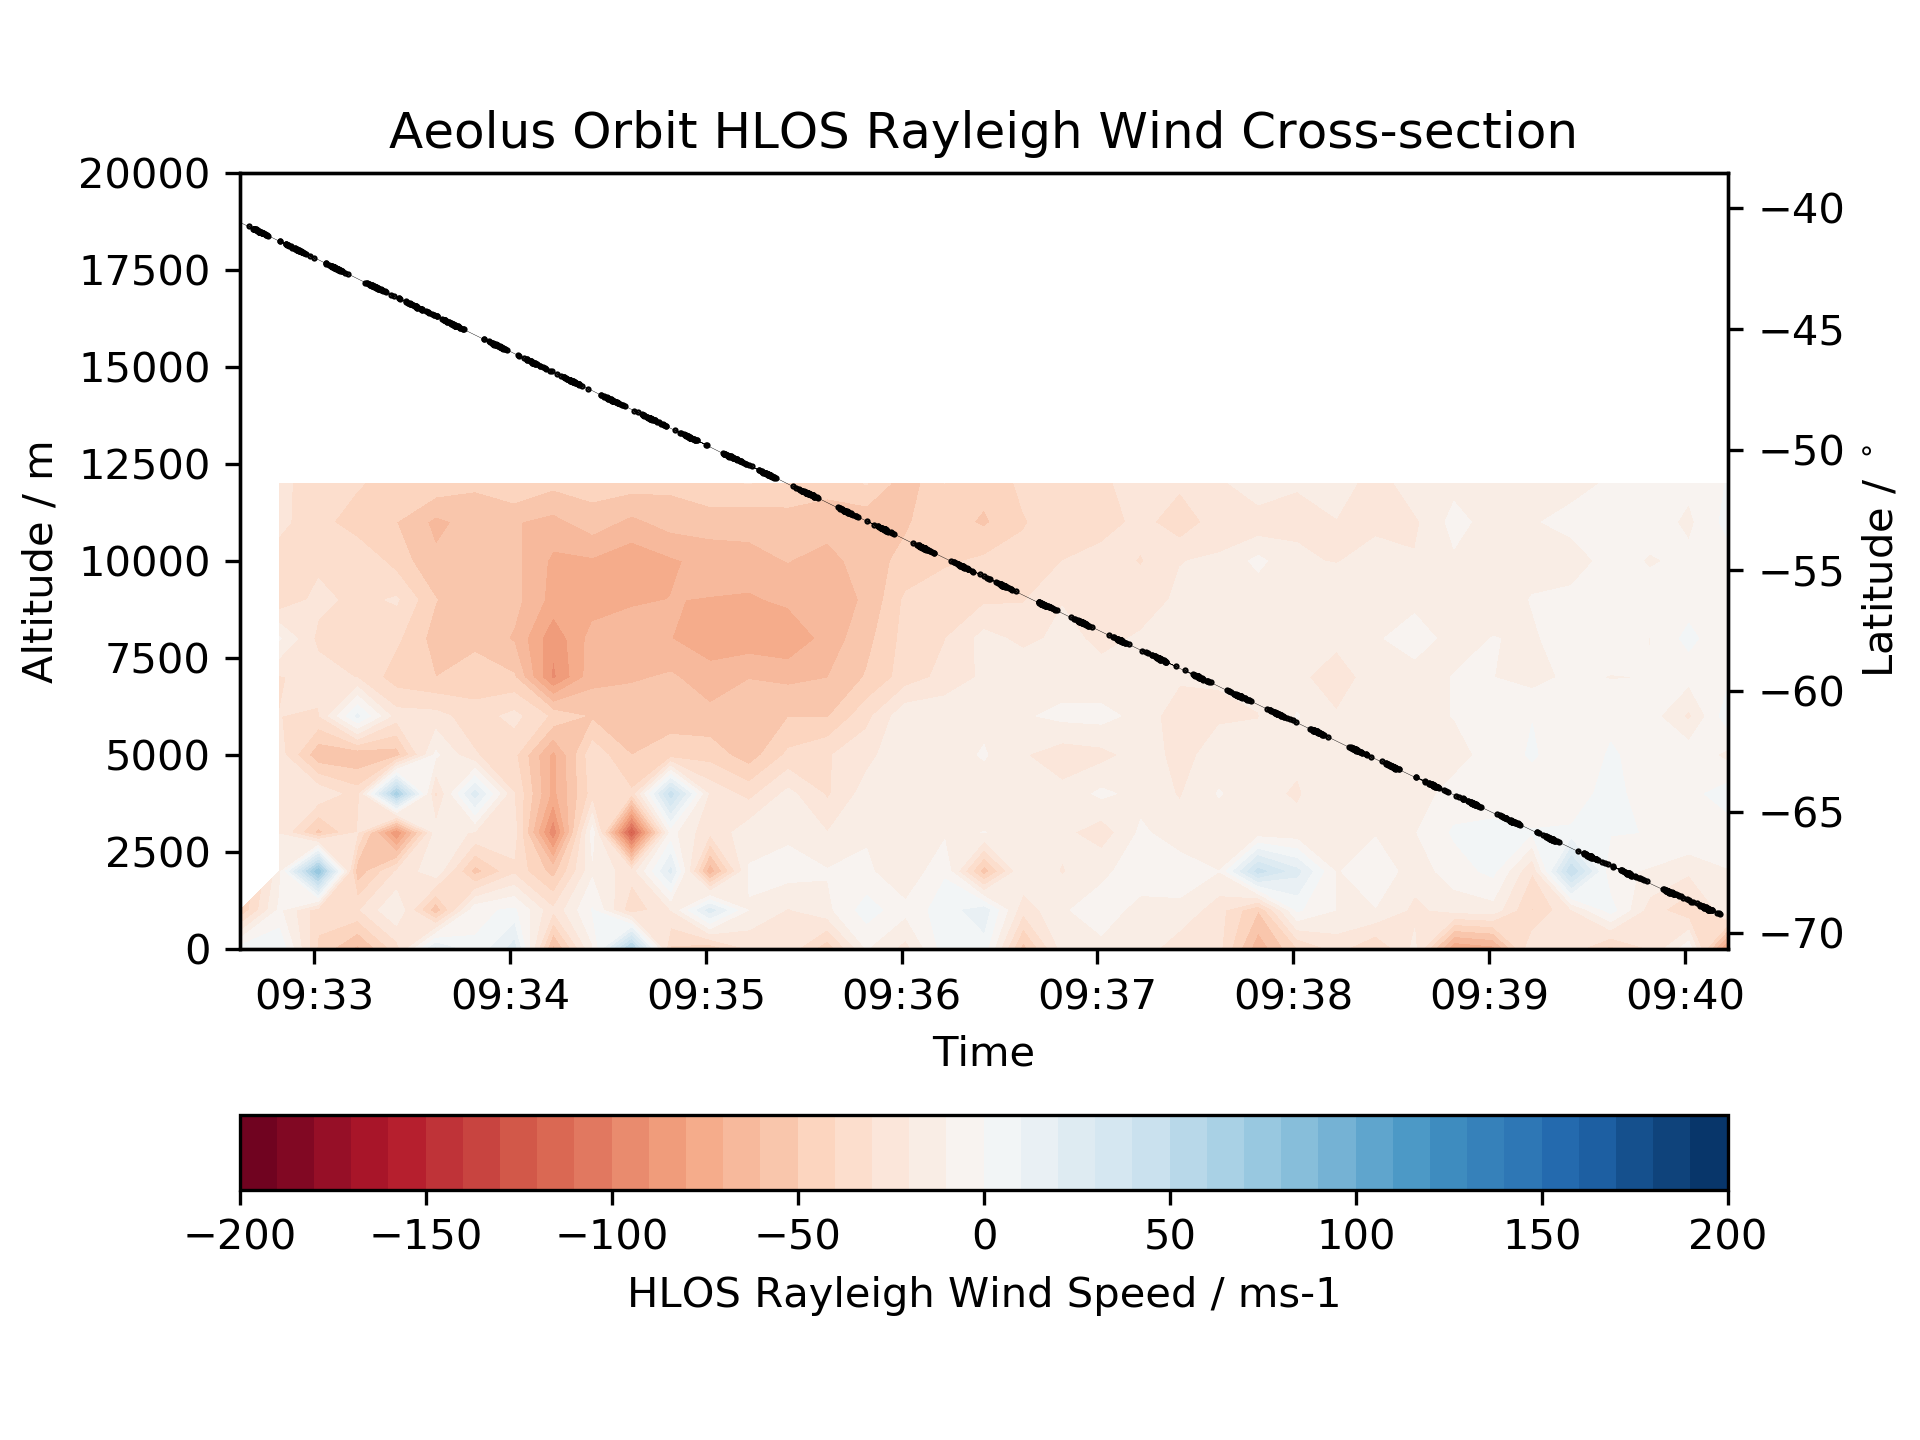 Aeolus Orbit HLOS Rayleigh Wind Cross-section
20000
17500
15000
12500
10000
7500
5000
2500
0
Altitude / m
−40
−45
−50
−55
−60
−65
−70
Latitude / °
09:33 09:34 09:35 09:36 09:37 09:38 09:39 09:40
Time
−200 −150 −100 −50 0 50 100 150 200
HLOS Rayleigh Wind Speed / ms-1